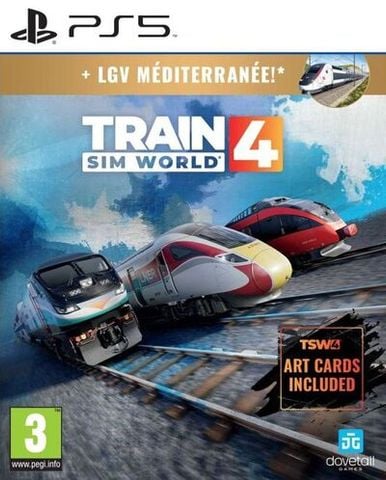 PS5
+ LGV MÉDITERRANÉE!*
TRAIN
SIM WORLD® 4
TSW4
ART CARDS
INCLUDED
3
www.pegi.info
dovetail
GAMES